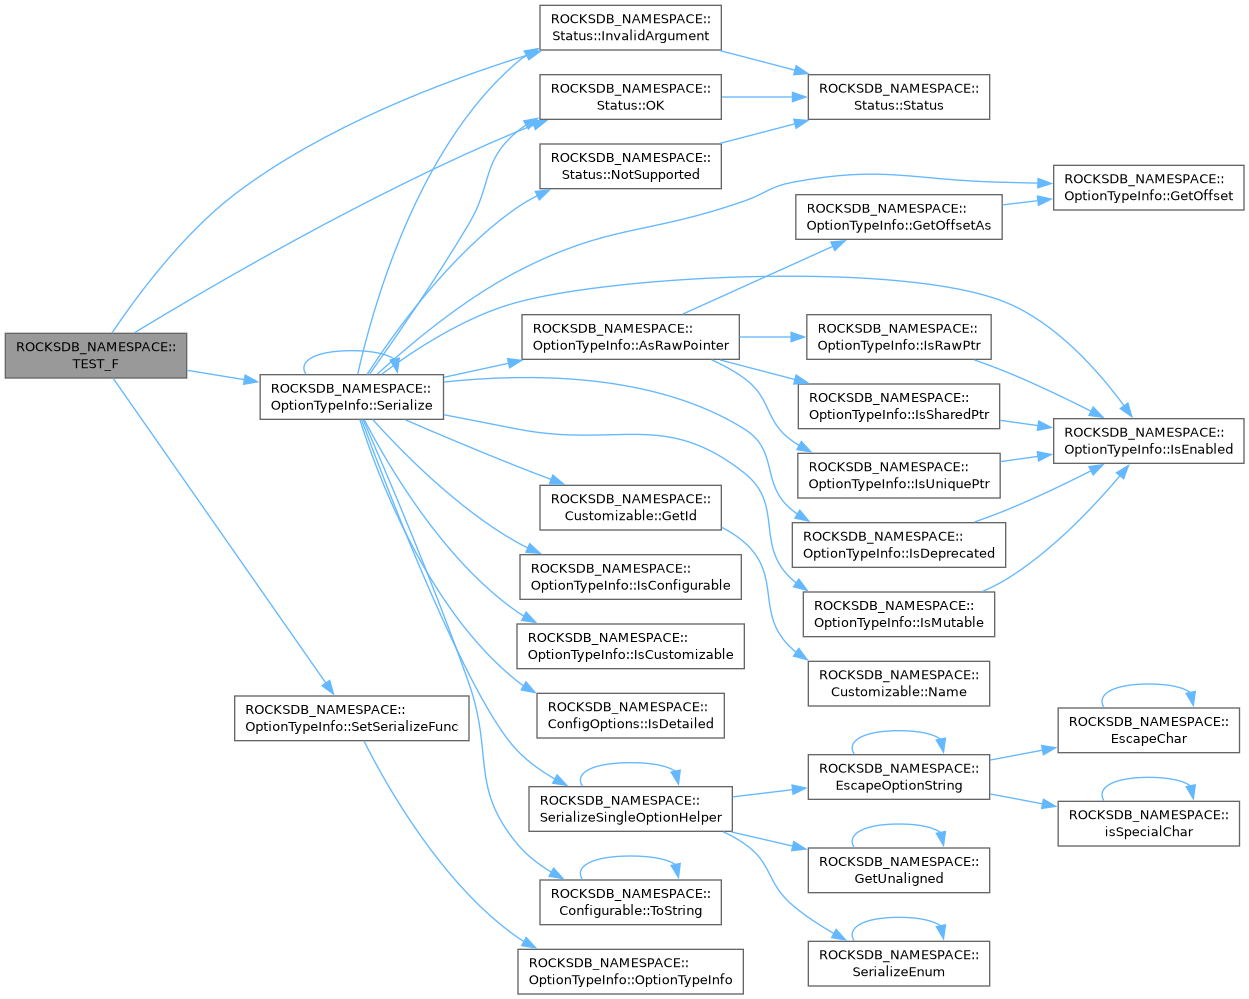 ROCKSDB_NAMESPACE::
TEST_F
ROCKSDB_NAMESPACE::
OptionTypeInfo::Serialize
ROCKSDB_NAMESPACE::
OptionTypeInfo::SetSerializeFunc
ROCKSDB_NAMESPACE::
Status::InvalidArgument
ROCKSDB_NAMESPACE::
Status::OK
ROCKSDB_NAMESPACE::
Status::NotSupported
ROCKSDB_NAMESPACE::
OptionTypeInfo::AsRawPointer
ROCKSDB_NAMESPACE::
Customizable::GetId
ROCKSDB_NAMESPACE::
OptionTypeInfo::IsConfigurable
ROCKSDB_NAMESPACE::
OptionTypeInfo::IsCustomizable
ROCKSDB_NAMESPACE::
ConfigOptions::IsDetailed
ROCKSDB_NAMESPACE::
SerializeSingleOptionHelper
ROCKSDB_NAMESPACE::
Configurable::ToString
ROCKSDB_NAMESPACE::
OptionTypeInfo::OptionTypeInfo
ROCKSDB_NAMESPACE::
Status::Status
ROCKSDB_NAMESPACE::
OptionTypeInfo::GetOffsetAs
ROCKSDB_NAMESPACE::
OptionTypeInfo::IsRawPtr
ROCKSDB_NAMESPACE::
OptionTypeInfo::IsSharedPtr
ROCKSDB_NAMESPACE::
OptionTypeInfo::IsUniquePtr
ROCKSDB_NAMESPACE::
OptionTypeInfo::IsDeprecated
ROCKSDB_NAMESPACE::
OptionTypeInfo::IsMutable
ROCKSDB_NAMESPACE::
Customizable::Name
ROCKSDB_NAMESPACE::
EscapeOptionString
ROCKSDB_NAMESPACE::
GetUnaligned
ROCKSDB_NAMESPACE::
SerializeEnum
ROCKSDB_NAMESPACE::
OptionTypeInfo::GetOffset
ROCKSDB_NAMESPACE::
OptionTypeInfo::IsEnabled
ROCKSDB_NAMESPACE::
EscapeChar
ROCKSDB_NAMESPACE::
isSpecialChar